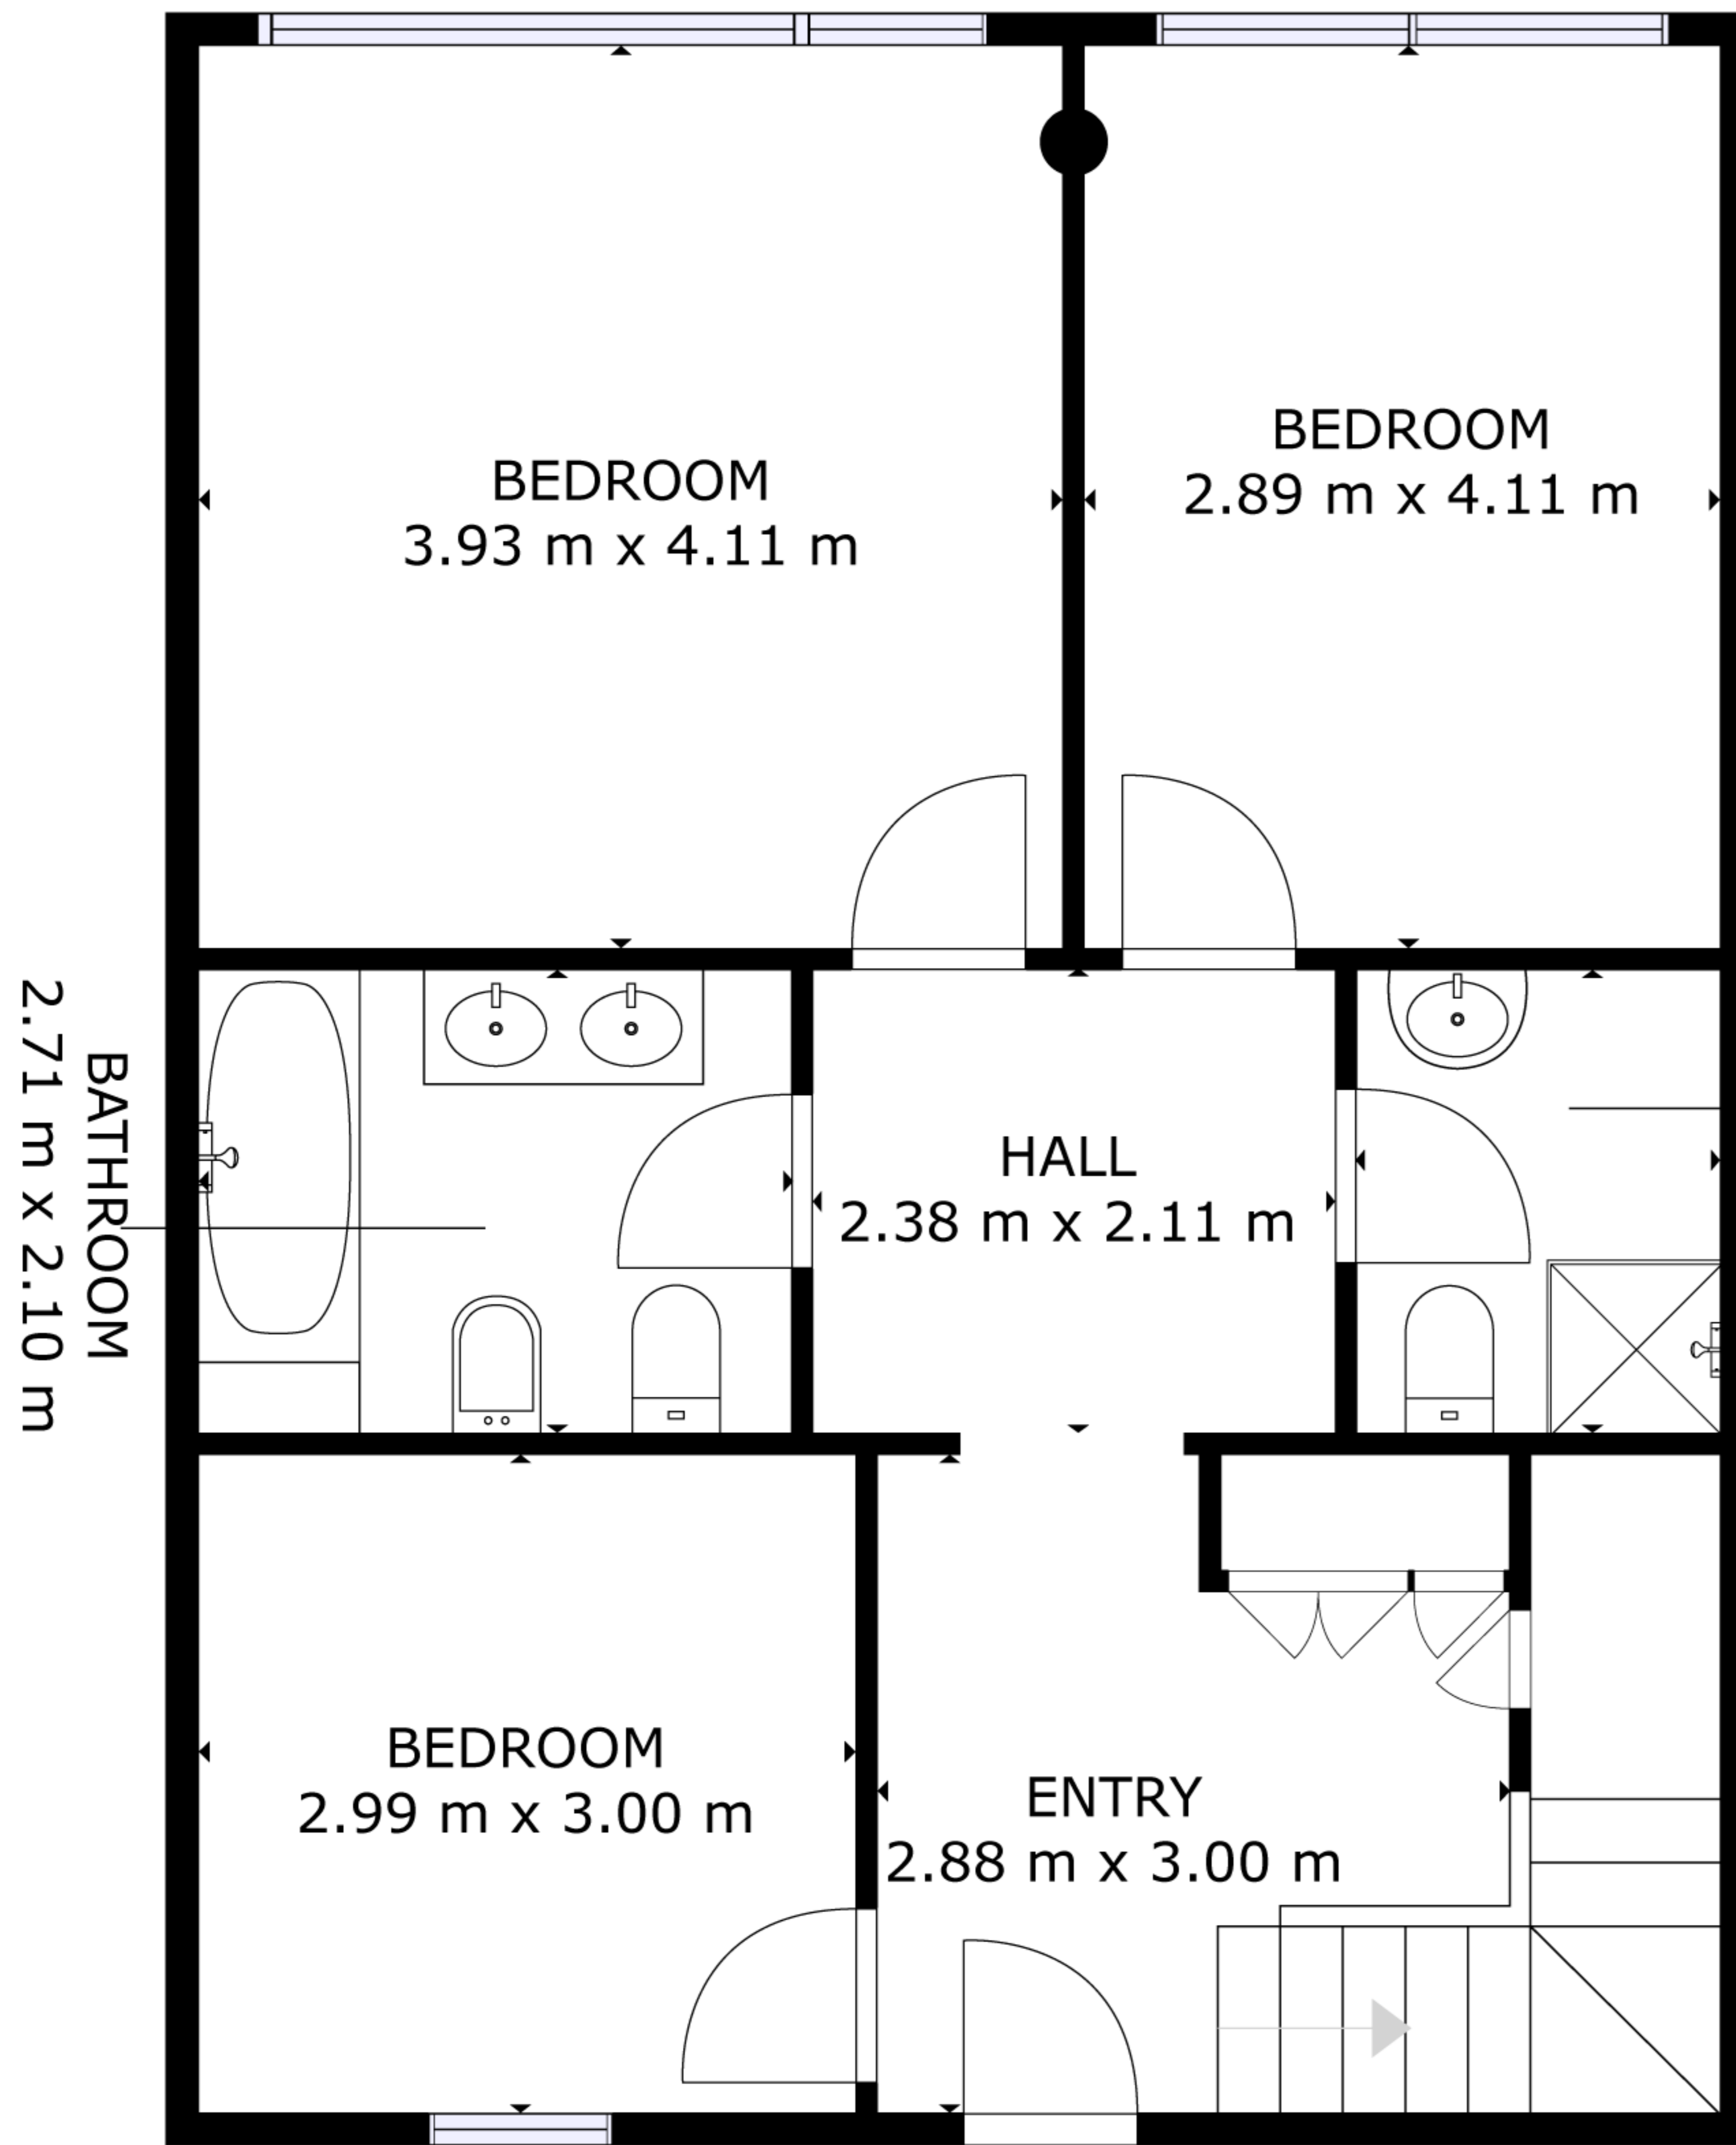 BEDROOM
3.93 m x 4.11 m
BEDROOM
2.89 m x 4.11 m
BATHROOM
2.71 m x 2.10 m
HALL
2.38 m x 2.11 m
BEDROOM
2.99 m x 3.00 m
ENTRY
2.88 m x 3.00 m